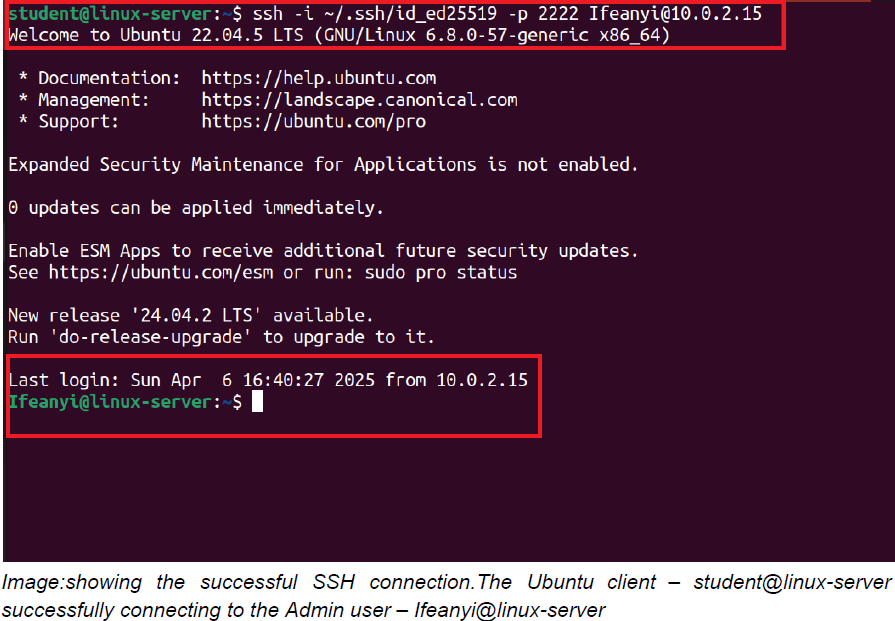 student@linux-server:~$ ssh -i ~/.ssh/id_ed25519 -p 2222 Ifeanyi@10.0.2.15
Welcome to Ubuntu 22.04.5 LTS (GNU/Linux 6.8.0-57-generic x86_64)
* Documentation:  https://help.ubuntu.com
* Management:     https://landscape.canonical.com
* Support:        https://ubuntu.com/pro
Expanded Security Maintenance for Applications is not enabled.
0 updates can be applied immediately.
Enable ESM Apps to receive additional future security updates.
See https://ubuntu.com/esm or run: sudo pro status
New release '24.04.2 LTS' available.
Run 'do-release-upgrade' to upgrade to it.
Last login: Sun Apr  6 16:40:27 2025 from 10.0.2.15
Ifeanyi@linux-server:~$
Image:showing the successful SSH connection.The Ubuntu client – student@linux-server
successfully connecting to the Admin user – Ifeanyi@linux-server